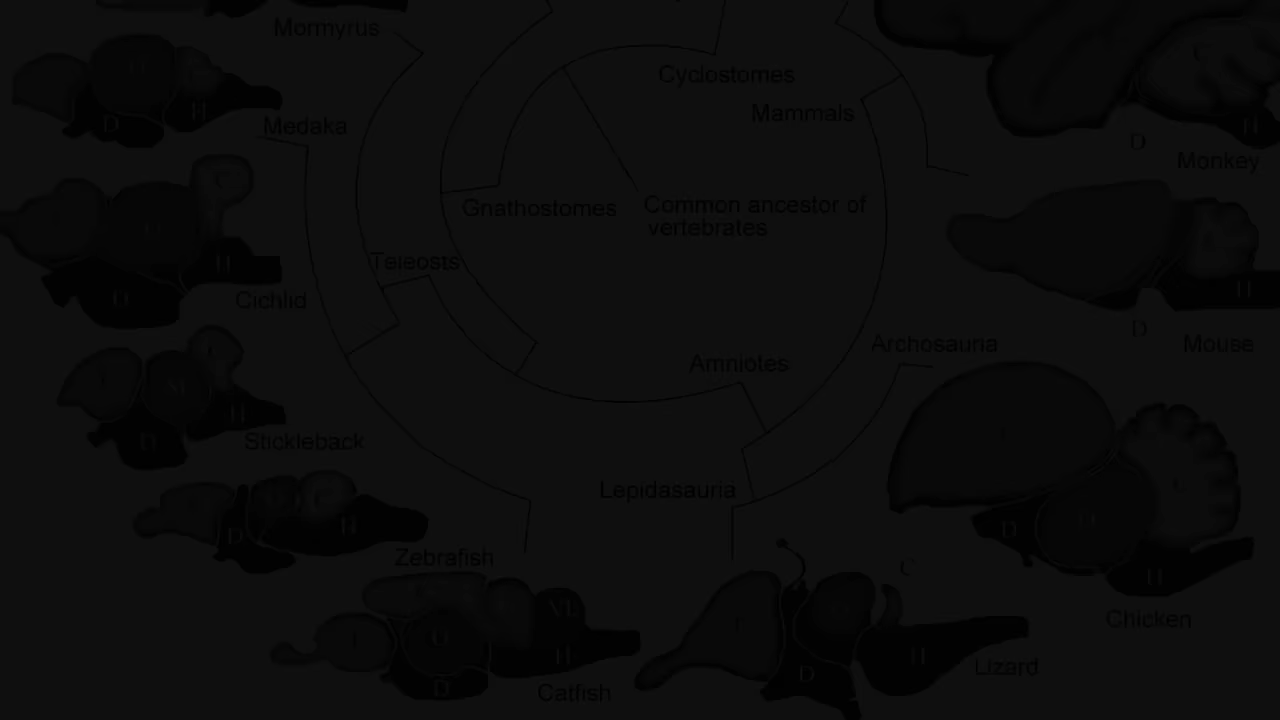 Mormyrus
Cyclostomes
Mammals
H
D
Medaka
H
D
Monkey
Gnathostomes
Common ancestor of
vertebrates
Teleosts
H
D
Cichlid
H
D
Mouse
Archosauria
Amniotes
M
H
Stickleback
Lepidasauria
D
H
D
Zebrafish
H
Chicken
VL
H
Catfish
H
D
Lizard